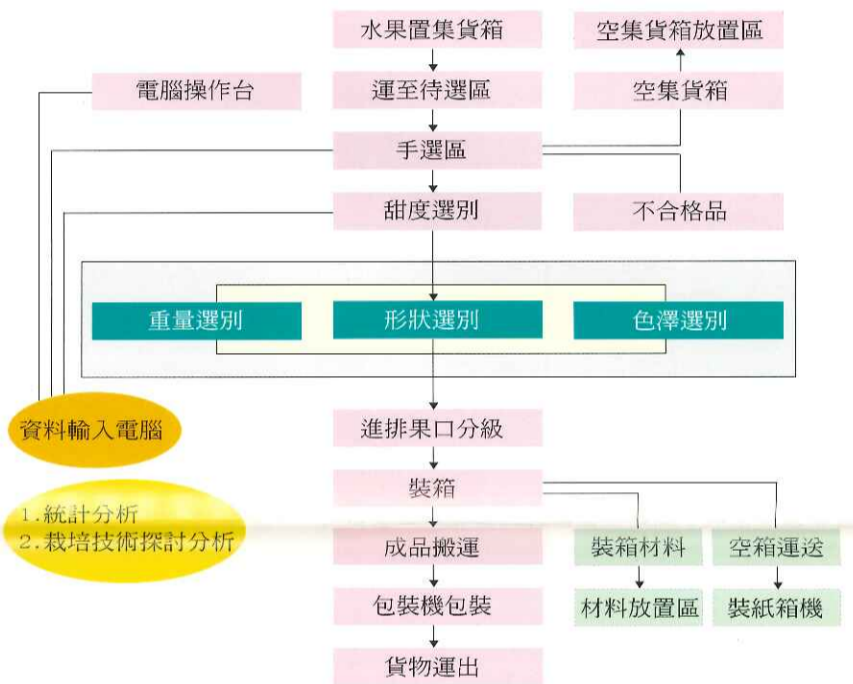 水果置集貨箱
空集貨箱放置區
電腦操作台
運至待選區
空集貨箱
手選區
甜度選別
不合格品
重量選別
形狀選別
色澤選別
資料輸入電腦
進排果口分級
裝箱
1.統計分析
2.栽培技術探討分析
成品搬運
裝箱材料
空箱運送
包裝機包裝
材料放置區
裝紙箱機
貨物運出